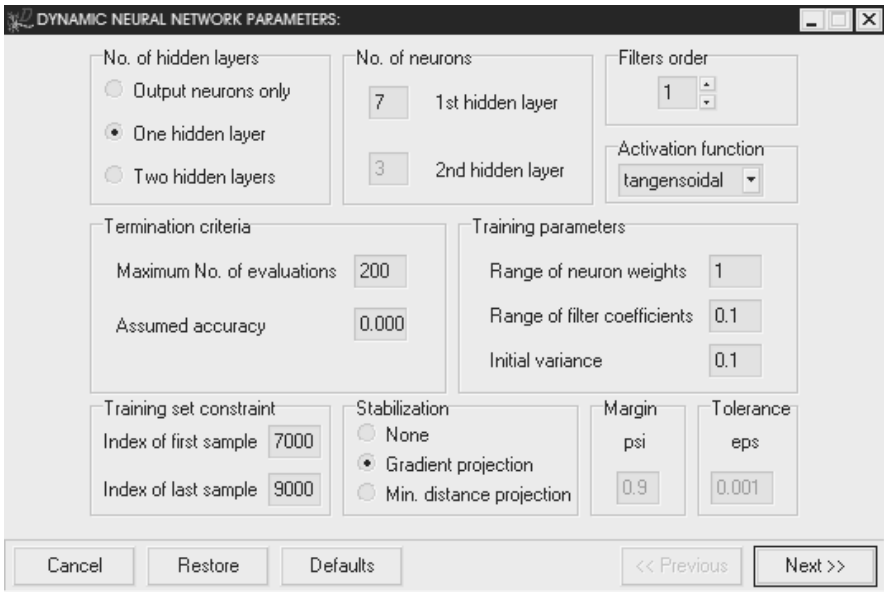 DYNAMIC NEURAL NETWORK PARAMETERS:
No. of hidden layers
Output neurons only
One hidden layer
Two hidden layers
No. of neurons
7 1st hidden layer
3 2nd hidden layer
Filters order
1
Activation function
tangensoidal
Termination criteria
Maximum No. of evaluations 200
Assumed accuracy 0.000
Training parameters
Range of neuron weights 1
Range of filter coefficients 0.1
Initial variance 0.1
Training set constraint
Index of first sample 7000
Index of last sample 9000
Stabilization
None
Gradient projection
Min. distance projection
Margin
psi
0.9
Tolerance
eps
0.001
Cancel Restore Defaults << Previous Next >>